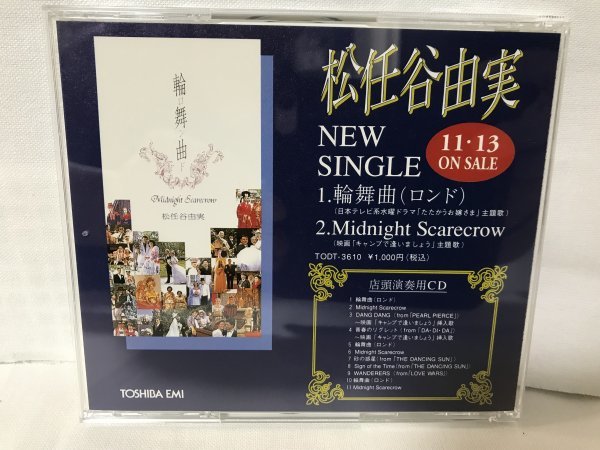 輪舞曲
Midnight Scarecrow
松任谷由実
TOSHIBA EMI
松任谷由実
NEW
SINGLE
11・13
ON SALE
1.輪舞曲(ロンド)
(日本テレビ系水曜ドラマ「たたかうお嫁さま」主題歌)
2.Midnight Scarecrow
(映画「キャンプで逢いましょう」主題歌)
TODT-3610 ¥1,000円(税込)
店頭演奏用CD
1 輪舞曲(ロンド)
2 Midnight Scarecrow
3 DANG DANG (from「PEARL PIERCE」)
〜映画「キャンプで逢いましょう」挿入歌
4 青春のリグレット(from「DA・DI・DA」)
〜映画「キャンプで逢いましょう」挿入歌
5 輪舞曲(ロンド)
6 Midnight Scarecrow
7 砂の惑星(from「THE DANCING SUN」)
8 Sign of the Time(from「THE DANCING SUN」)
9 WANDERERS (from「LOVE WARS」)
10 輪舞曲(ロンド)
11 Midnight Scarecrow